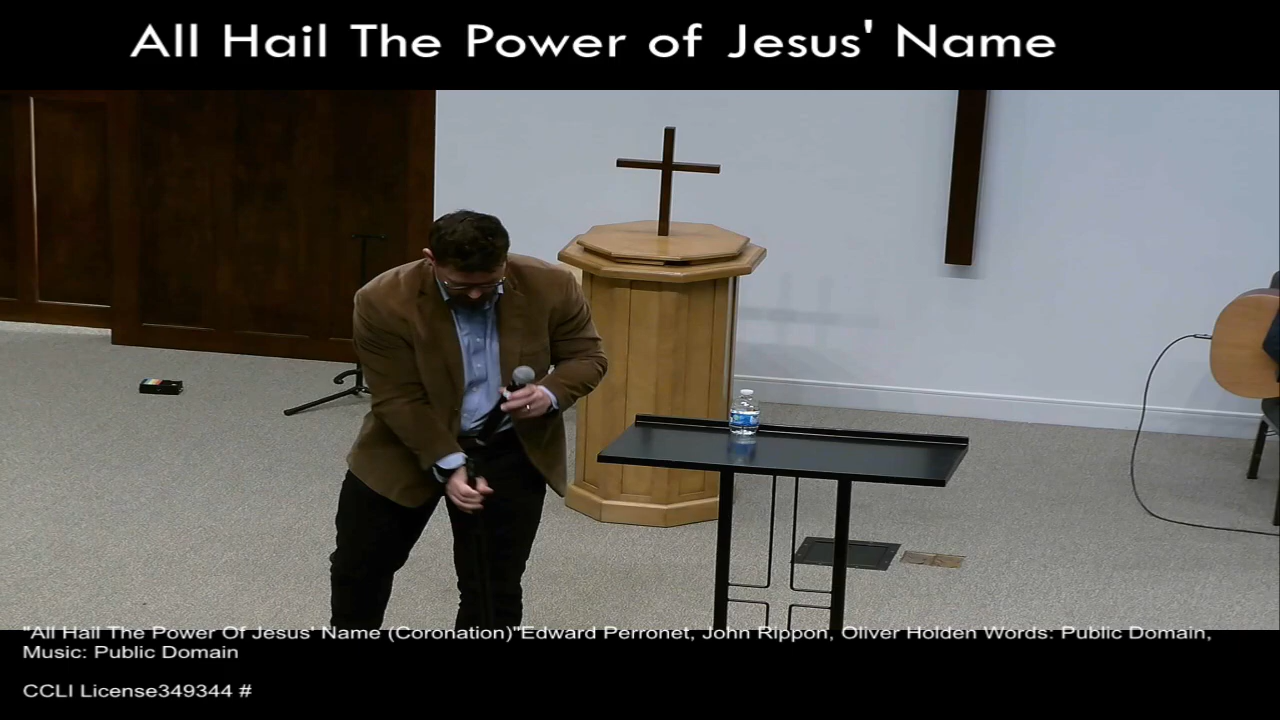 All Hail The Power of Jesus' Name
"All Hail The Power Of Jesus' Name (Coronation)"Edward Perronet, John Rippon, Oliver Holden Words: Public Domain,
Music: Public Domain
CCLI License349344 #